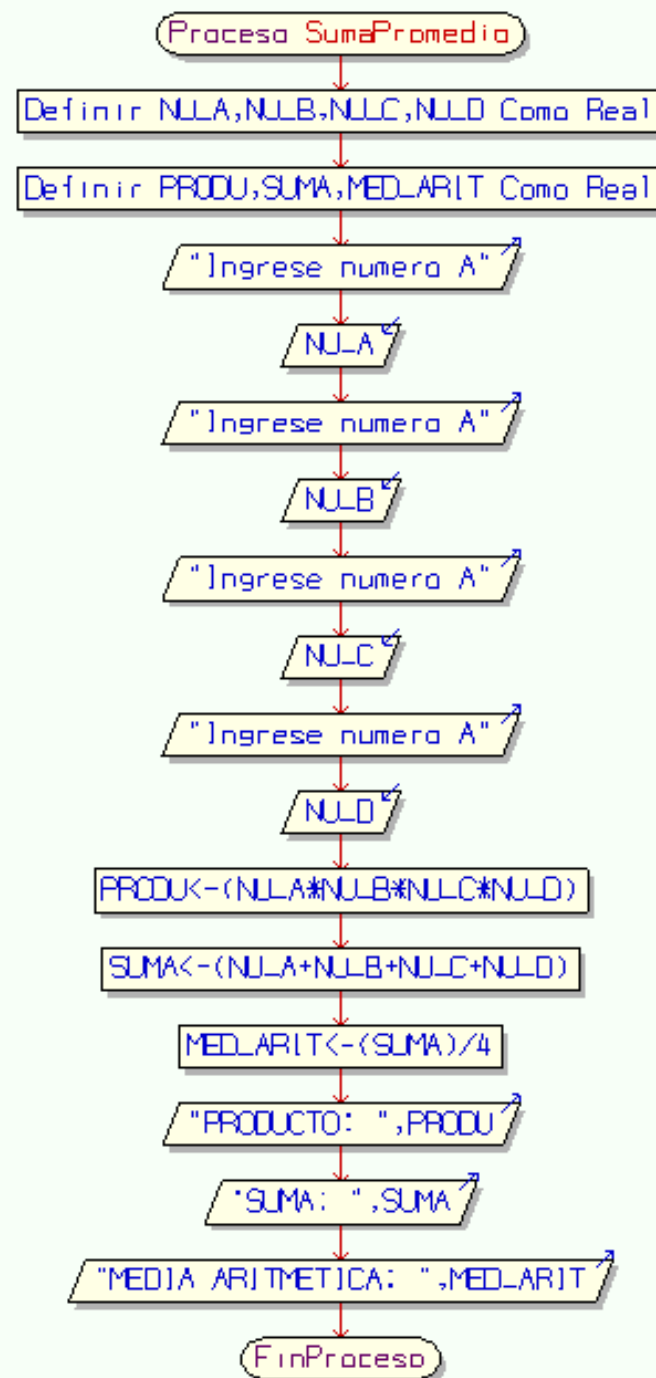 Proceso SumaPromedio
Definir NU_A,NU_B,NU_C,NU_D Como Real
Definir PRODU,SUMA,MED_ARIT Como Real
"Ingrese numero A"
NU_A
"Ingrese numero A"
NU_B
"Ingrese numero A"
NU_C
"Ingrese numero A"
NU_D
PRODU<-(NU_A*NU_B*NU_C*NU_D)
SUMA<-(NU_A+NU_B+NU_C+NU_D)
MED_ARIT<-(SUMA)/4
"PRODUCTO: ",PRODU
"SUMA: ",SUMA
"MEDIA ARITMETICA: ",MED_ARIT
FinProceso